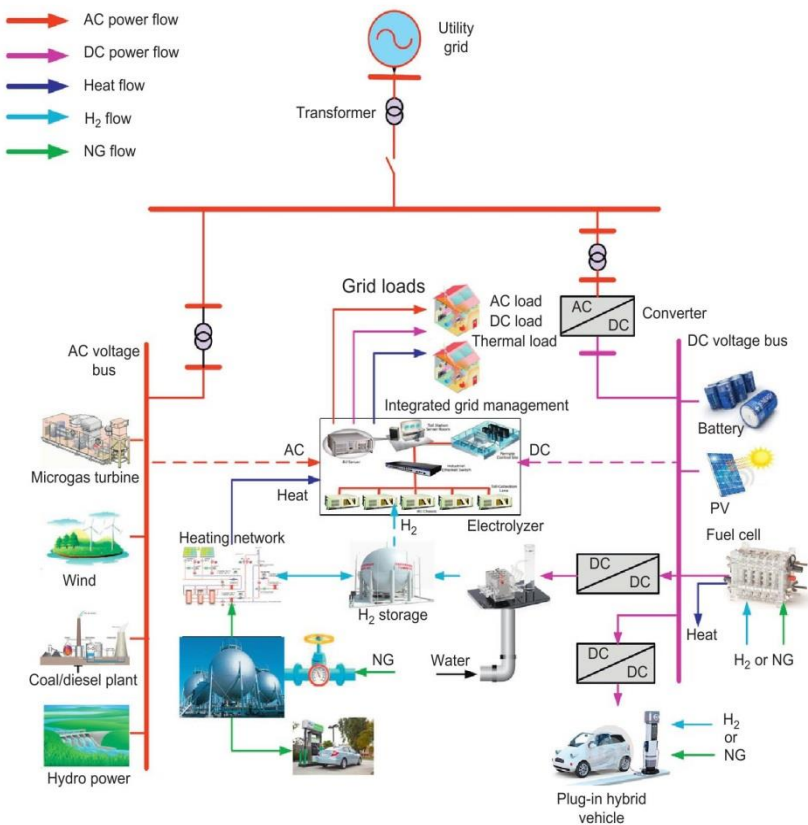 AC power flow
DC power flow
Heat flow
H2 flow
NG flow
Utility
grid
Transformer
Grid loads
AC load
DC load
Thermal load
AC
DC
Converter
AC voltage
bus
DC voltage bus
Integrated grid management
Battery
Microgas turbine
AC
DC
Heat
PV
H2
Electrolyzer
Heating network
Fuel cell
Wind
H2 storage
DC
DC
Heat
H2 or NG
NG
Water
DC
DC
Coal/diesel plant
Hydro power
H2
or
NG
Plug-in hybrid
vehicle